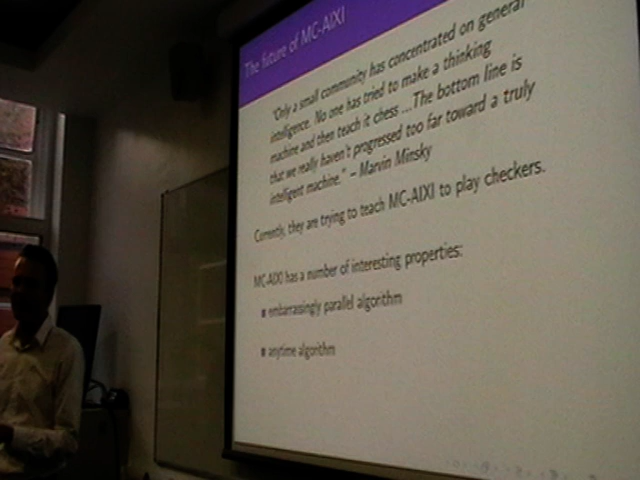 The future of MC-AIXI
"Only a small community has concentrated on general
intelligence. No one has tried to make a thinking
machine and then teach it chess ... The bottom line is
that we really haven't progressed too far toward a truly
intelligent machine." – Marvin Minsky
Currently, they are trying to teach MC-AIXI to play checkers.
MC-AIXI has a number of interesting properties:
embarrassingly parallel algorithm
anytime algorithm